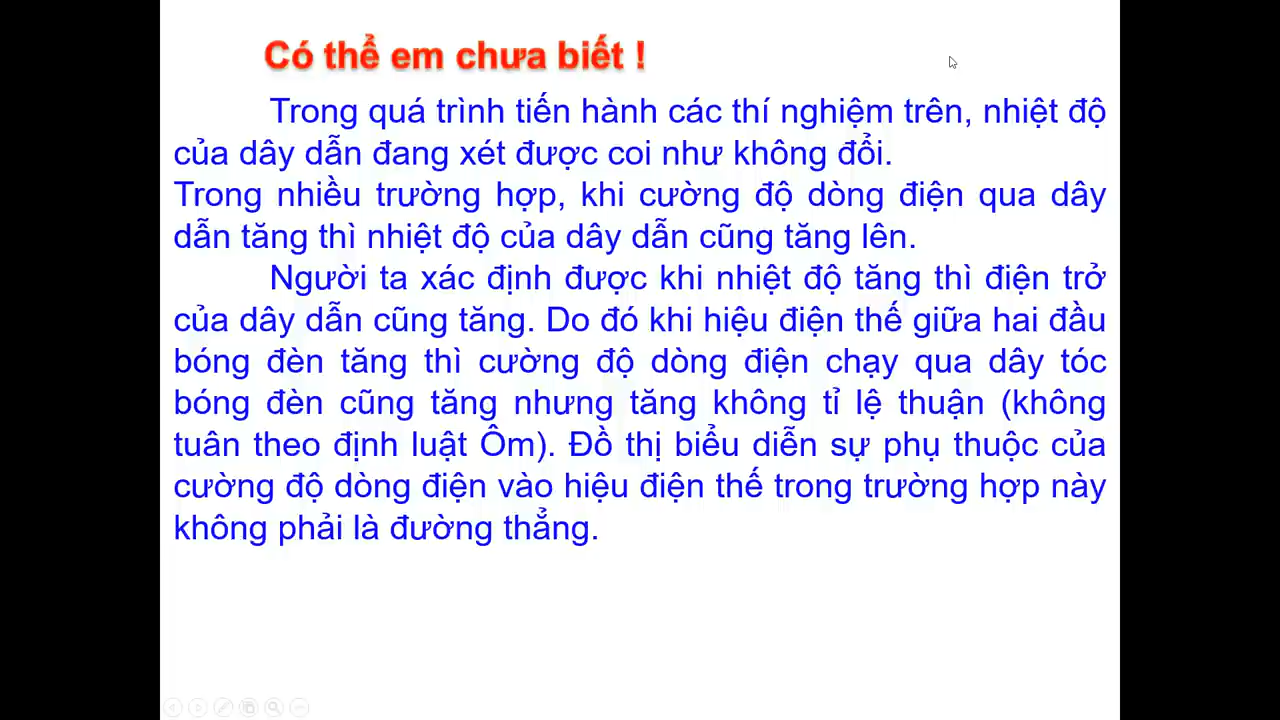 Có thể em chưa biết !
Trong quá trình tiến hành các thí nghiệm trên, nhiệt độ
của dây dẫn đang xét được coi như không đổi.
Trong nhiều trường hợp, khi cường độ dòng điện qua dây
dẫn tăng thì nhiệt độ của dây dẫn cũng tăng lên.
Người ta xác định được khi nhiệt độ tăng thì điện trở
của dây dẫn cũng tăng. Do đó khi hiệu điện thế giữa hai đầu
bóng đèn tăng thì cường độ dòng điện chạy qua dây tóc
bóng đèn cũng tăng nhưng tăng không tỉ lệ thuận (không
tuân theo định luật Ôm). Đồ thị biểu diễn sự phụ thuộc của
cường độ dòng điện vào hiệu điện thế trong trường hợp này
không phải là đường thẳng.